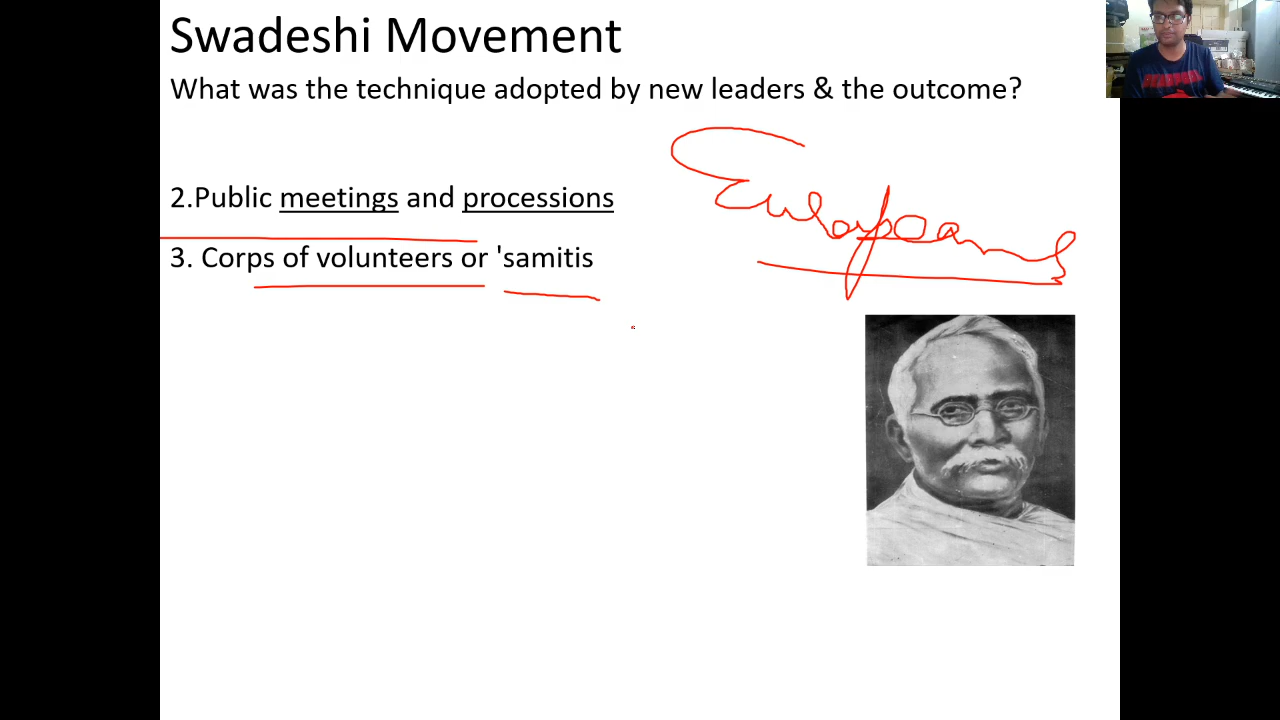 Swadeshi Movement
What was the technique adopted by new leaders & the outcome?
2.Public meetings and processions
3. Corps of volunteers or 'samitis
Europeans